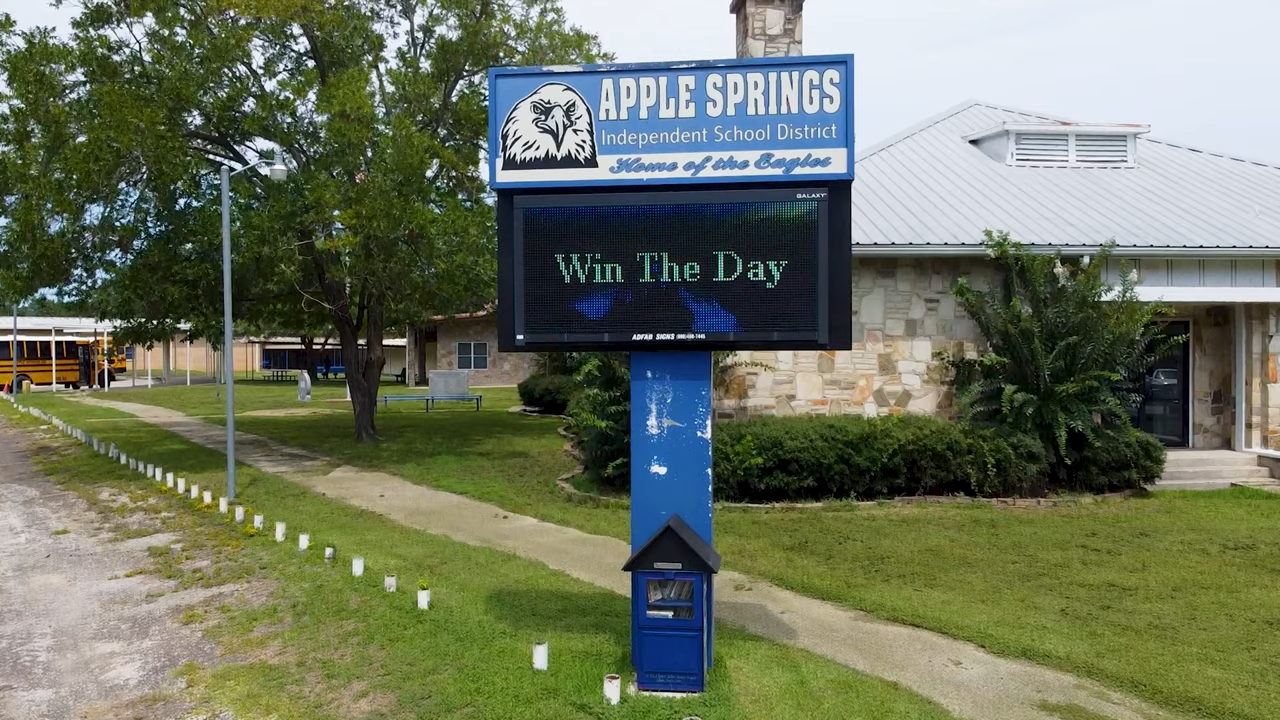 APPLE SPRINGS
Independent School District
Home of the Eagles
GALAXY
Win The Day
ADFAB SIGNS